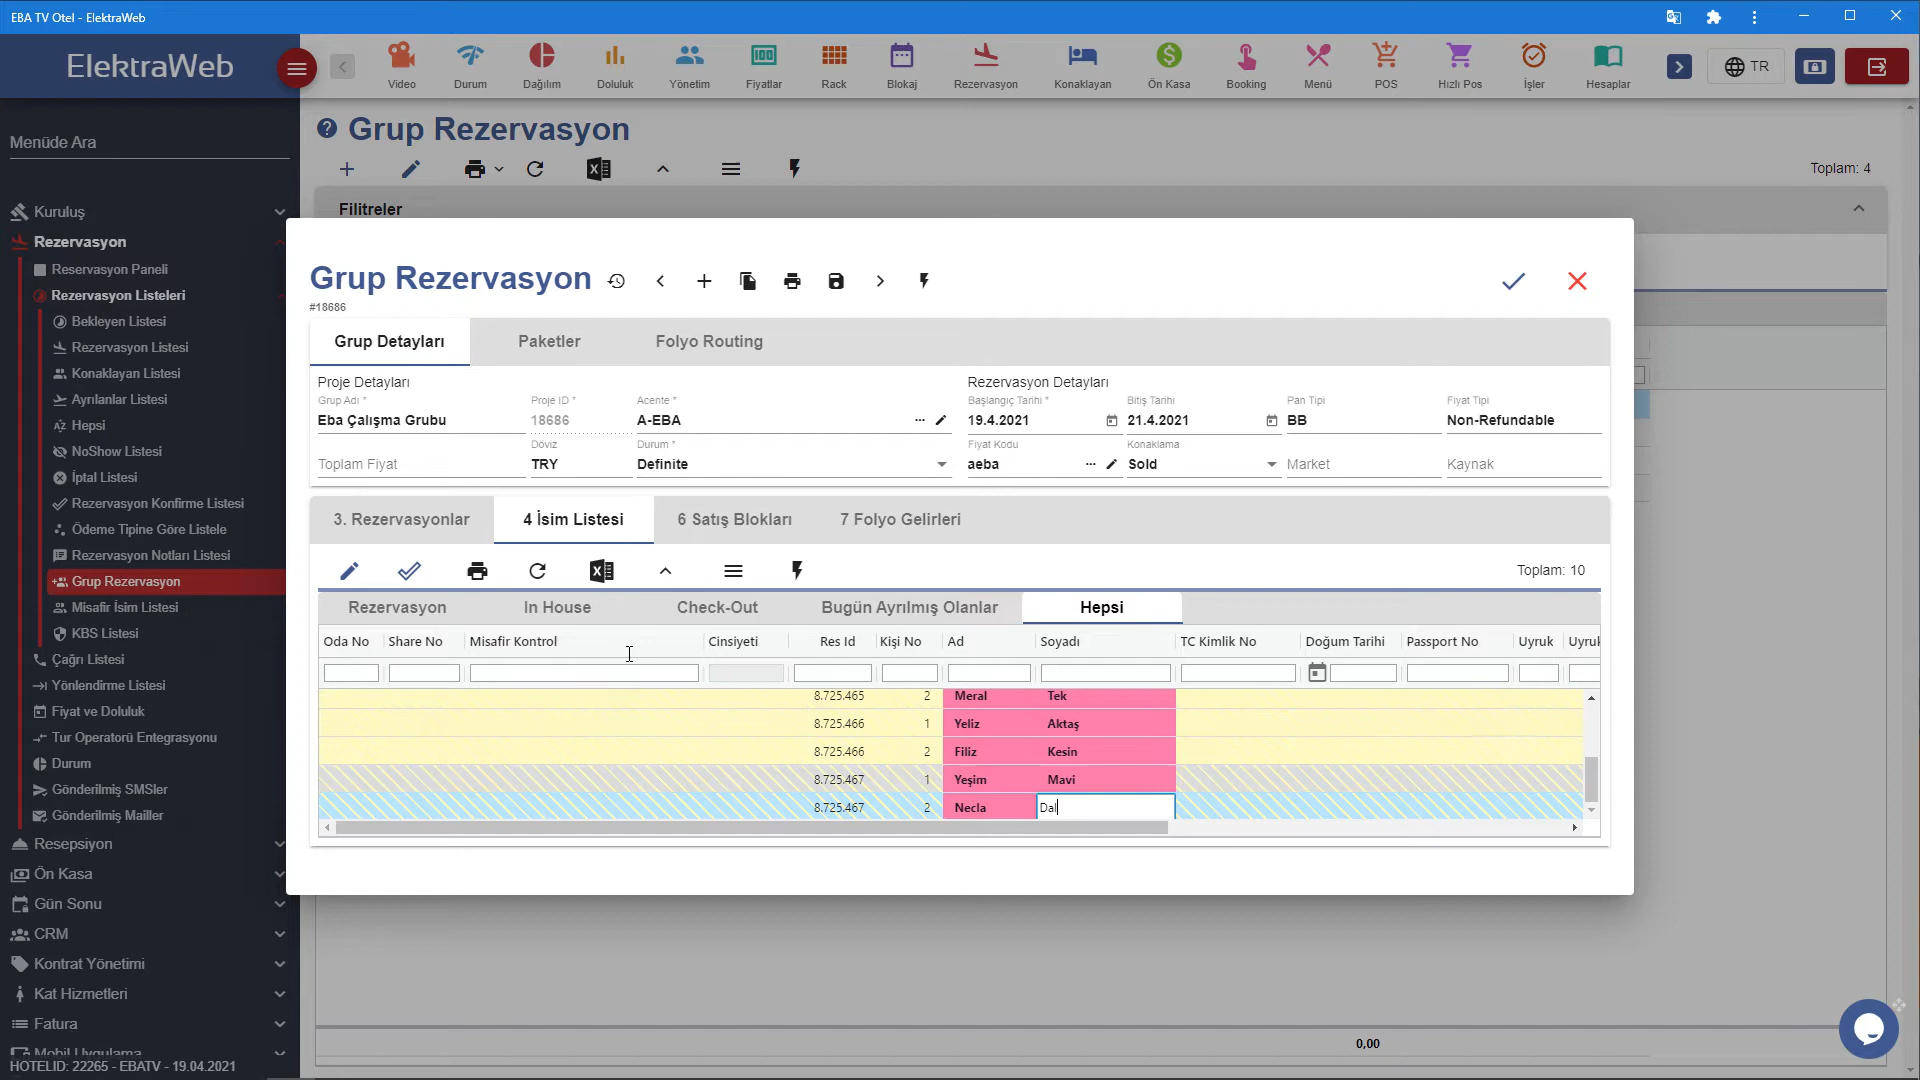 EBA TV Otel - ElektraWeb
ElektraWeb
Video
Durum
Dağılım
Doluluk
Yönetim
Fiyatlar
Rack
Blokaj
Rezervasyon
Konaklayan
Ön Kasa
Booking
Menü
POS
Hızlı Pos
İşler
Hesaplar
TR
Menüde Ara
Kuruluş
Rezervasyon
Reservasyon Paneli
Rezervasyon Listeleri
Bekleyen Listesi
Rezervasyon Listesi
Konaklayan Listesi
Ayrılanlar Listesi
Hepsi
NoShow Listesi
İptal Listesi
Rezervasyon Konfirme Listesi
Ödeme Tipine Göre Listele
Rezervasyon Notları Listesi
Grup Rezervasyon
Misafir İsim Listesi
KBS Listesi
Çağrı Listesi
Yönlendirme Listesi
Fiyat ve Doluluk
Tur Operatorü Entegrasyonu
Durum
Gönderilmiş SMSler
Gönderilmiş Mailler
Resepsiyon
Ön Kasa
Gün Sonu
CRM
Kontrat Yönetimi
Kat Hizmetleri
Fatura
Mobil Uygulama
HOTELID: 22265 - EBATV - 19.04.2021
Grup Rezervasyon
Toplam: 4
Filitreler
Grup Rezervasyon
#18686
Grup Detayları Paketler Folyo Routing
Proje Detayları Rezervasyon Detayları
Grup Adı * Proje ID * Acente * Başlangıç Tarihi * Bitiş Tarihi Pan Tipi Fiyat Tipi
Eba Çalışma Grubu 18686 A-EBA ... 19.4.2021 21.4.2021 BB Non-Refundable
Döviz Durum * Fiyat Kodu Konaklama
Toplam Fiyat TRY Definite aeba ... Sold Market Kaynak
3. Rezervasyonlar 4 İsim Listesi 6 Satış Blokları 7 Folyo Gelirleri
Toplam: 10
Rezervasyon In House Check-Out Bugün Ayrılmış Olanlar Hepsi
Oda No Share No Misafir Kontrol Cinsiyeti Res Id Kişi No Ad Soyadı TC Kimlik No Doğum Tarihi Passport No Uyruk Uyruk
8.725.465 2 Meral Tek
8.725.466 1 Yeliz Aktaş
8.725.466 2 Filiz Kesin
8.725.467 1 Yeşim Mavi
8.725.467 2 Necla Dal
0,00